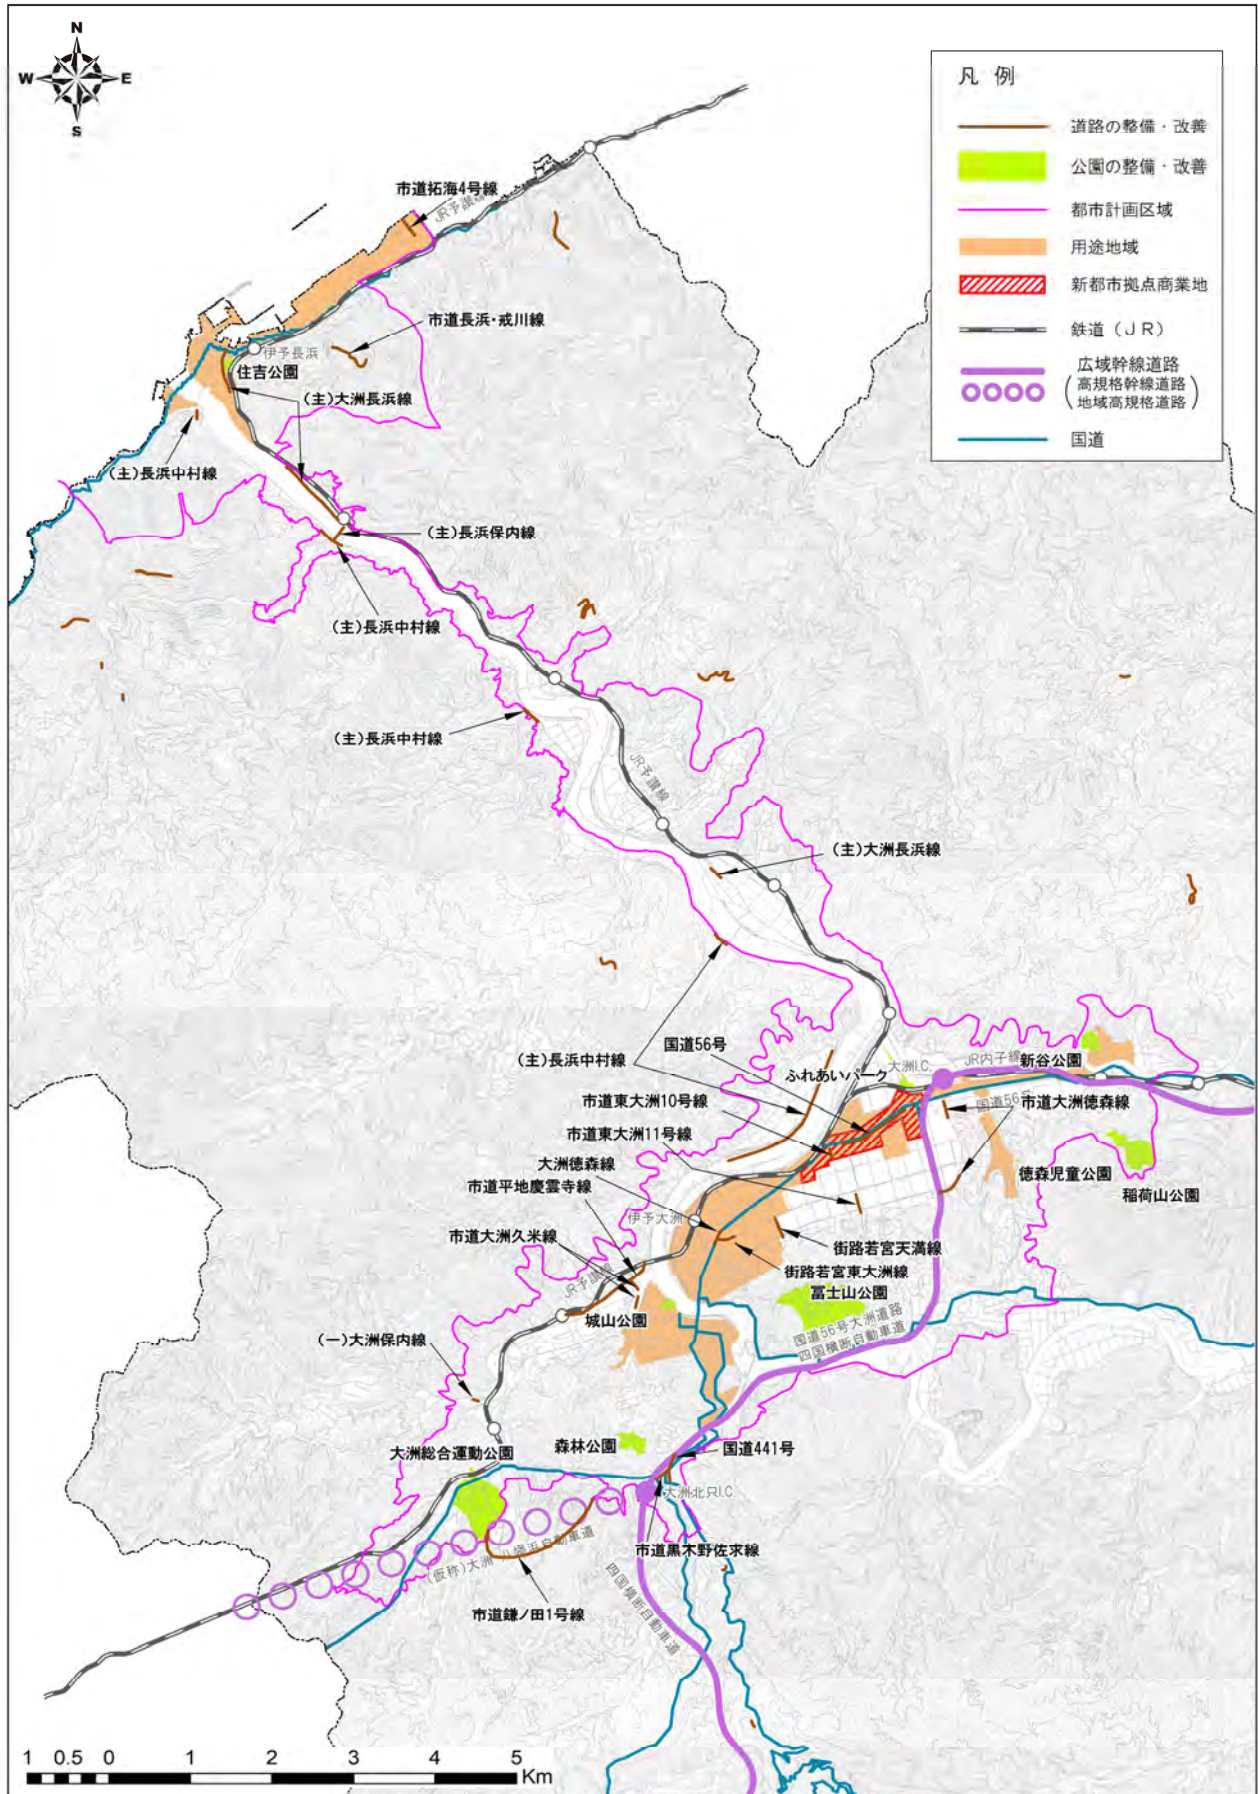 N
W
E
S
凡 例
道路の整備・改善
公園の整備・改善
都市計画区域
用途地域
新都市拠点商業地
鉄道(JR)
広域幹線道路
(高規格幹線道路
地域高規格道路)
国道
市道拓海4号線
JR予讃線
市道長浜・戒川線
伊予長浜
住吉公園
(主)大洲長浜線
(主)長浜中村線
(主)長浜保内線
(主)長浜中村線
(主)長浜中村線
JR予讃線
(主)大洲長浜線
(主)長浜中村線
国道56号
大洲I.C.
JR内子線
新谷公園
ふれあいパーク
市道東大洲10号線
国道56号
市道大洲徳森線
市道東大洲11号線
大洲徳森線
徳森児童公園
市道平地慶雲寺線
稲荷山公園
伊予大洲
市道大洲久米線
街路若宮天満線
街路若宮東大洲線
JR予讃線
冨士山公園
城山公園
国道56号大洲道路
四国横断自動車道
(一)大洲保内線
大洲総合運動公園
森林公園
国道441号
大洲北只I.C.
市道黒木野佐来線
(仮称)大洲・八幡浜自動車道
四国横断自動車道
市道鎌ノ田1号線
1 0.5 0 1 2 3 4 5
Km